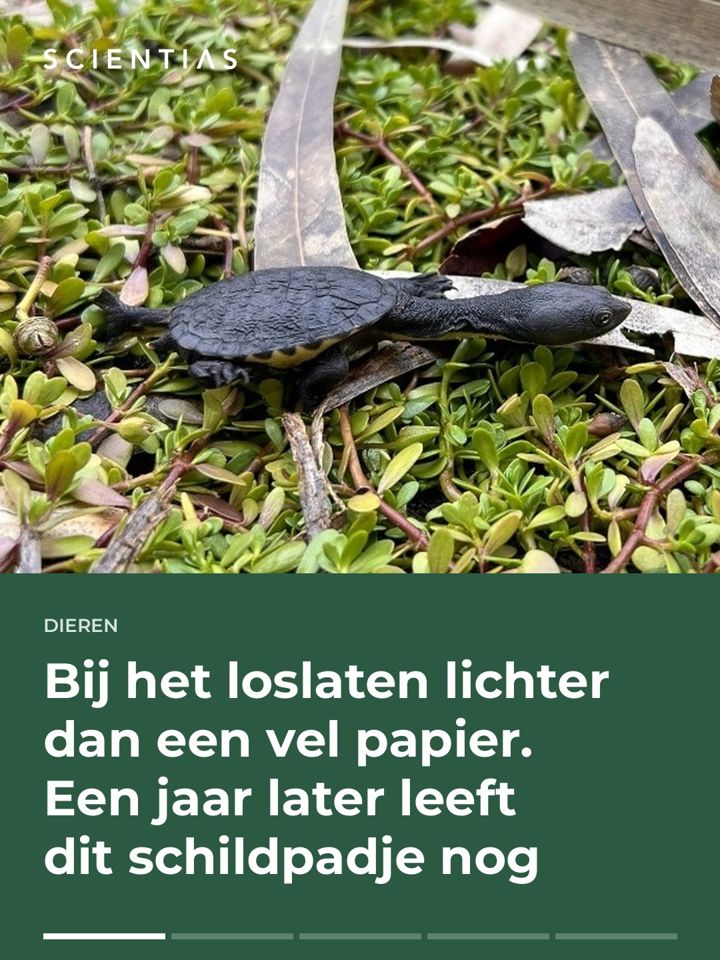 SCIENTIAS
DIEREN
Bij het loslaten lichter
dan een vel papier.
Een jaar later leeft
dit schildpadje nog